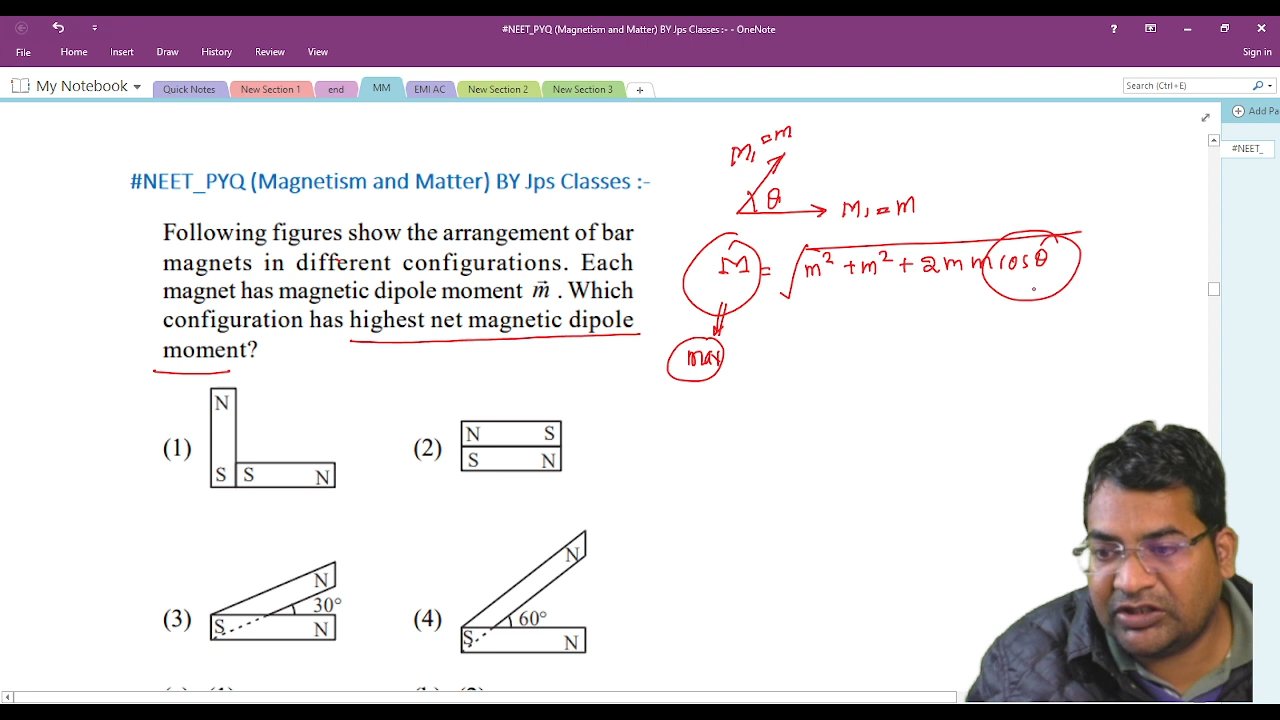 #NEET_PYQ (Magnetism and Matter) BY Jps Classes :- - OneNote
?
File Home Insert Draw History Review View
Sign in
My Notebook
Quick Notes New Section 1 end MM EMI AC New Section 2 New Section 3 +
Search (Ctrl+E)
Add Pa
#NEET_
#NEET_PYQ (Magnetism and Matter) BY Jps Classes :-
Following figures show the arrangement of bar
magnets in different configurations. Each
magnet has magnetic dipole moment m⃗ . Which
configuration has highest net magnetic dipole
moment?
M₁ = m
θ
M₁ = m
M = √(m² + m² + 2 m m cos θ)
max
(1) N S S N
(2) N S S N
(3) S N 30° N
(4) S N 60° N